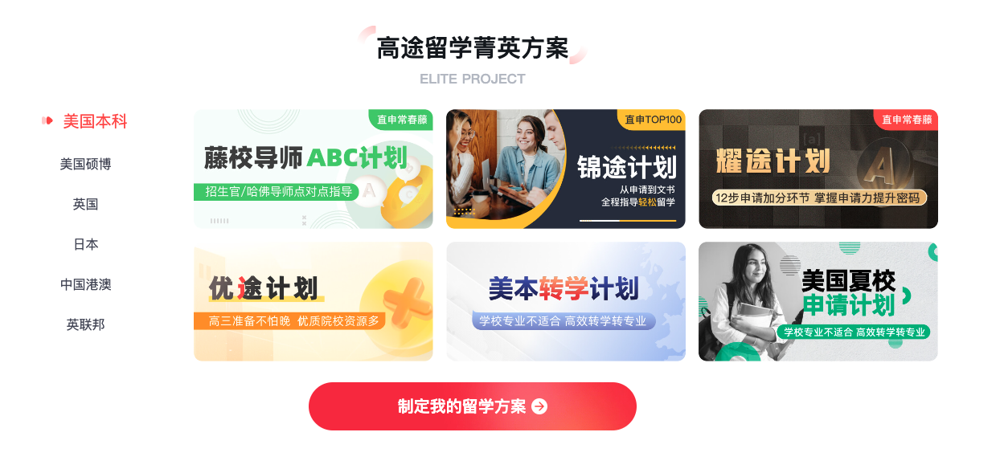 高途留学菁英方案
ELITE PROJECT
美国本科
美国硕博
英国
日本
中国港澳
英联邦
直申常春藤
藤校导师ABC计划
招生官/哈佛导师点对点指导
A
B
C
直申TOP100
锦途计划
从申请到文书
全程指导轻松留学
直申常春藤
[a]
A
耀途计划
12步申请加分环节 掌握申请力提升密码
优途计划
高三准备不怕晚 优质院校资源多
美本转学计划
学校专业不适合 高效转学转专业
美国夏校
申请计划
学校专业不适合 高效转学转专业
制定我的留学方案